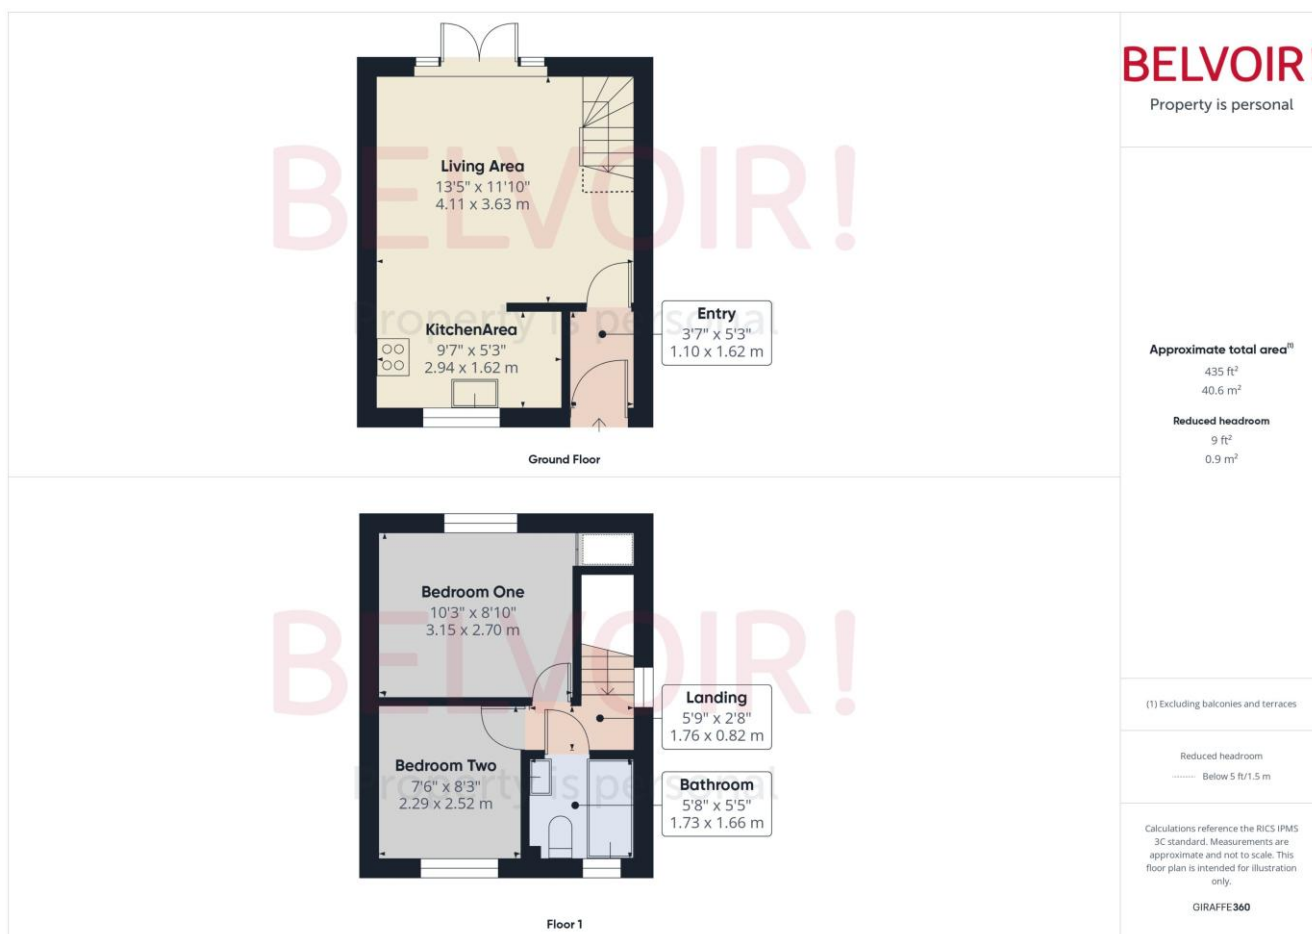 BELVOIR!
Property is personal
Living Area
13'5" x 11'10"
4.11 x 3.63 m
KitchenArea
9'7" x 5'3"
2.94 x 1.62 m
Entry
3'7" x 5'3"
1.10 x 1.62 m
Ground Floor
BELVOIR!
Property is personal
Bedroom One
10'3" x 8'10"
3.15 x 2.70 m
Landing
5'9" x 2'8"
1.76 x 0.82 m
Bedroom Two
7'6" x 8'3"
2.29 x 2.52 m
Bathroom
5'8" x 5'5"
1.73 x 1.66 m
Floor 1
BELVOIR!
Property is personal
Approximate total area(1)
435 ft²
40.6 m²
Reduced headroom
9 ft²
0.9 m²
(1) Excluding balconies and terraces
Reduced headroom
Below 5 ft/1.5 m
Calculations reference the RICS IPMS
3C standard. Measurements are
approximate and not to scale. This
floor plan is intended for illustration
only.
GIRAFFE360